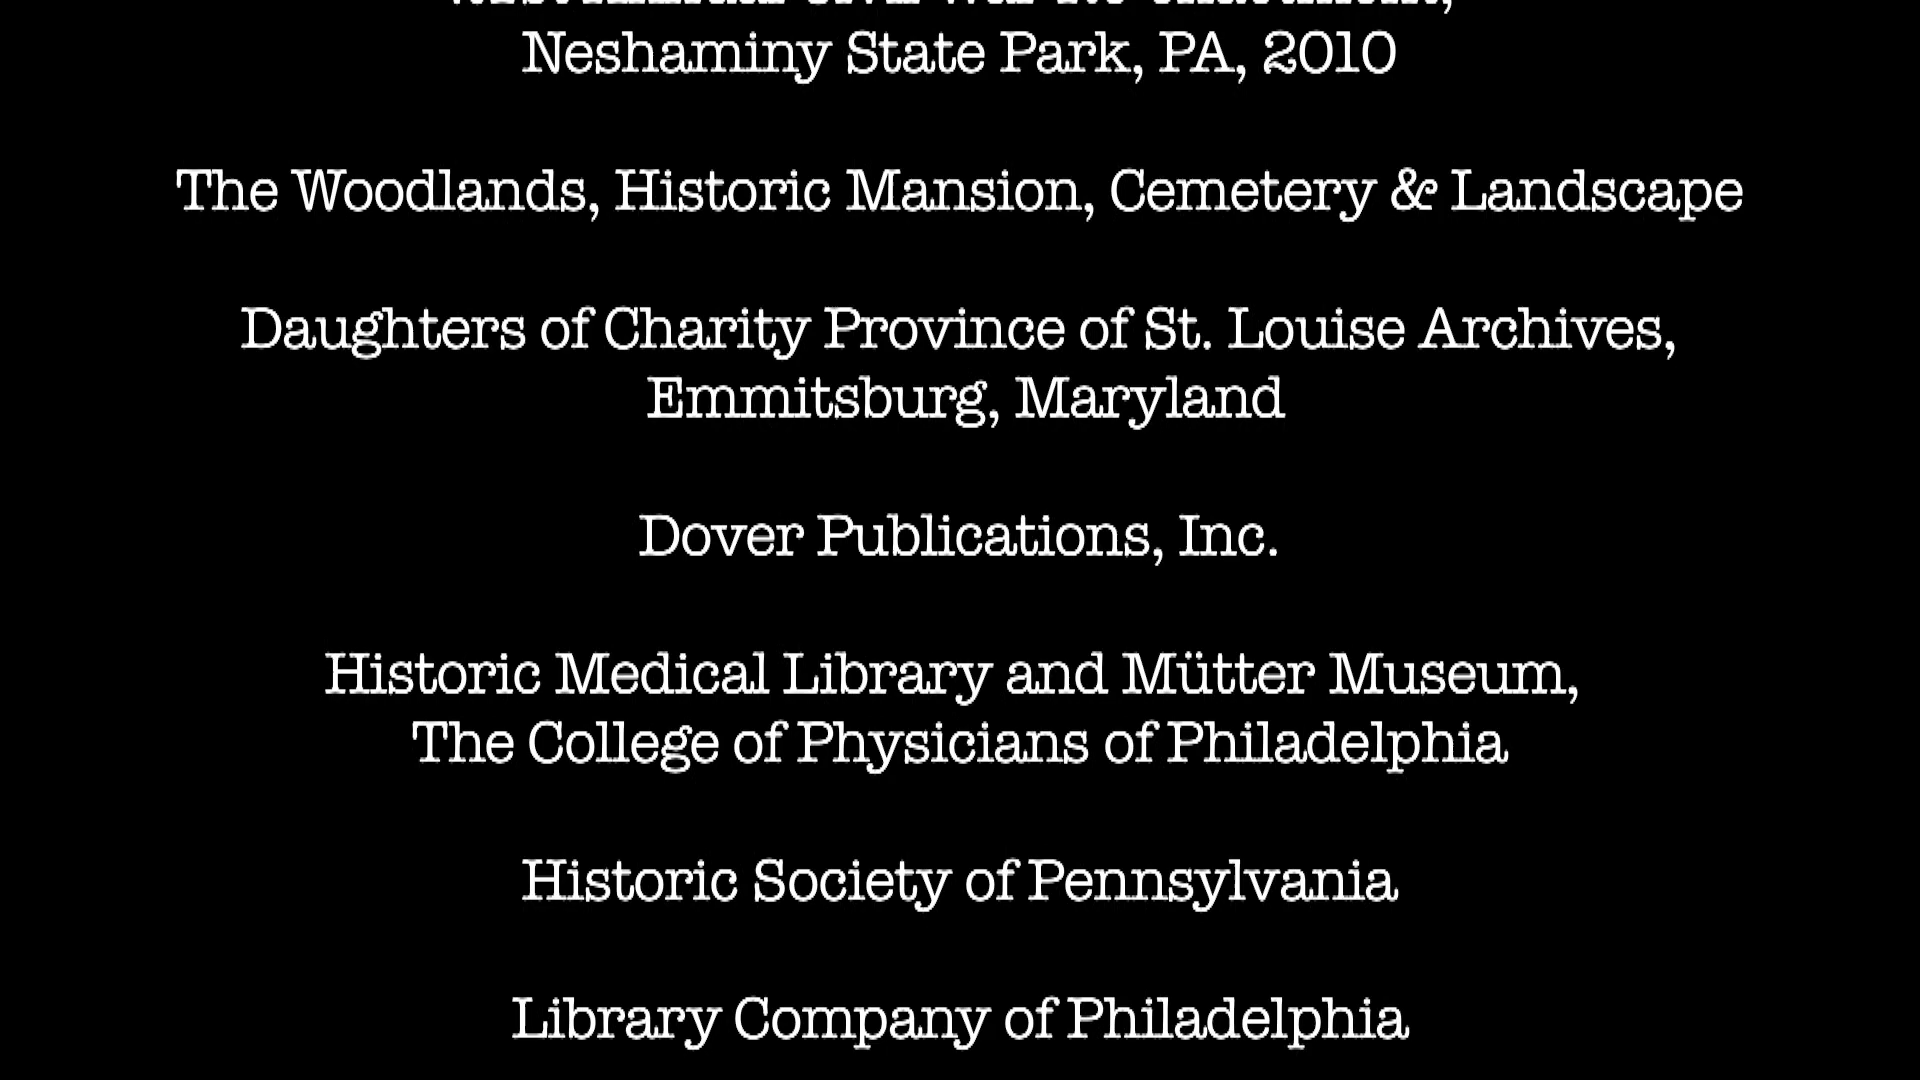 Neshaminy State Park, PA, 2010
The Woodlands, Historic Mansion, Cemetery & Landscape
Daughters of Charity Province of St. Louise Archives,
Emmitsburg, Maryland
Dover Publications, Inc.
Historic Medical Library and Mütter Museum,
The College of Physicians of Philadelphia
Historic Society of Pennsylvania
Library Company of Philadelphia